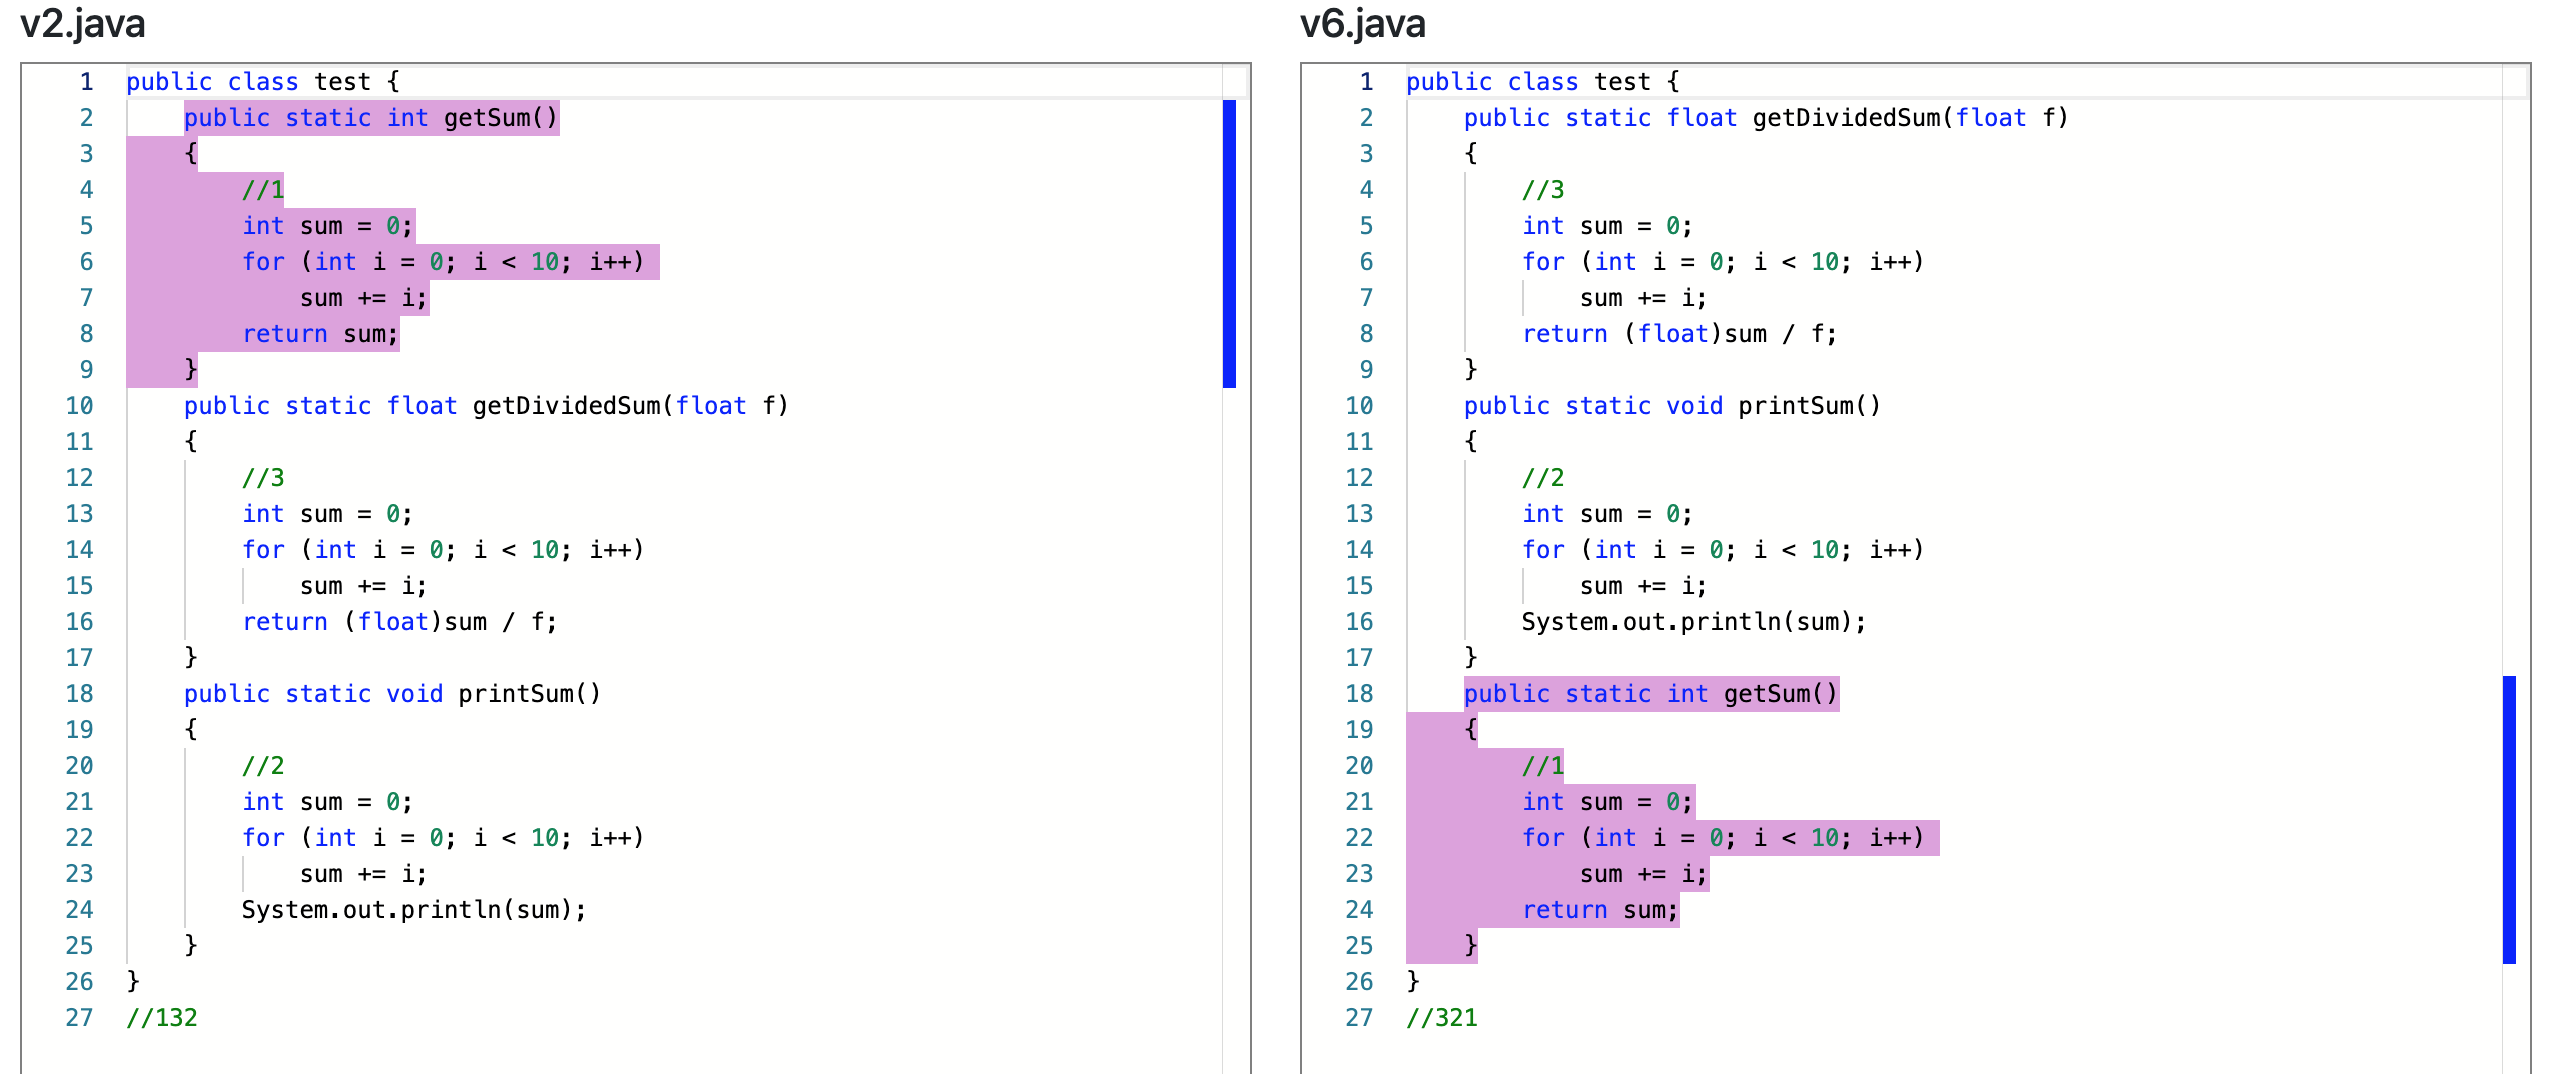 v2.java
1 public class test {
2     public static int getSum()
3     {
4         //1
5         int sum = 0;
6         for (int i = 0; i < 10; i++)
7             sum += i;
8         return sum;
9     }
10     public static float getDividedSum(float f)
11     {
12         //3
13         int sum = 0;
14         for (int i = 0; i < 10; i++)
15             sum += i;
16         return (float)sum / f;
17     }
18     public static void printSum()
19     {
20         //2
21         int sum = 0;
22         for (int i = 0; i < 10; i++)
23             sum += i;
24         System.out.println(sum);
25     }
26 }
27 //132
v6.java
1 public class test {
2     public static float getDividedSum(float f)
3     {
4         //3
5         int sum = 0;
6         for (int i = 0; i < 10; i++)
7             sum += i;
8         return (float)sum / f;
9     }
10     public static void printSum()
11     {
12         //2
13         int sum = 0;
14         for (int i = 0; i < 10; i++)
15             sum += i;
16         System.out.println(sum);
17     }
18     public static int getSum()
19     {
20         //1
21         int sum = 0;
22         for (int i = 0; i < 10; i++)
23             sum += i;
24         return sum;
25     }
26 }
27 //321